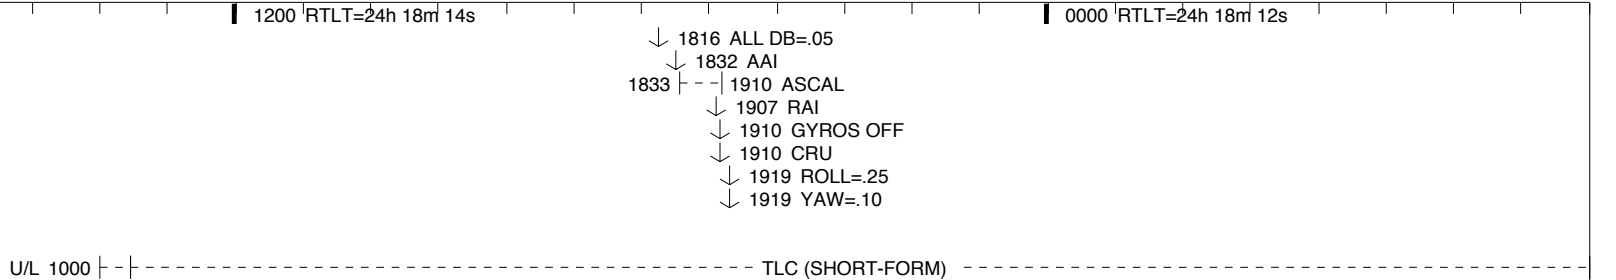 1200 RTLT=24h 18m 14s 0000 RTLT=24h 18m 12s
1816 ALL DB=.05
1832 AAI
1833 1910 ASCAL
1907 RAI
1910 GYROS OFF
1910 CRU
1919 ROLL=.25
1919 YAW=.10
U/L 1000 TLC (SHORT-FORM)